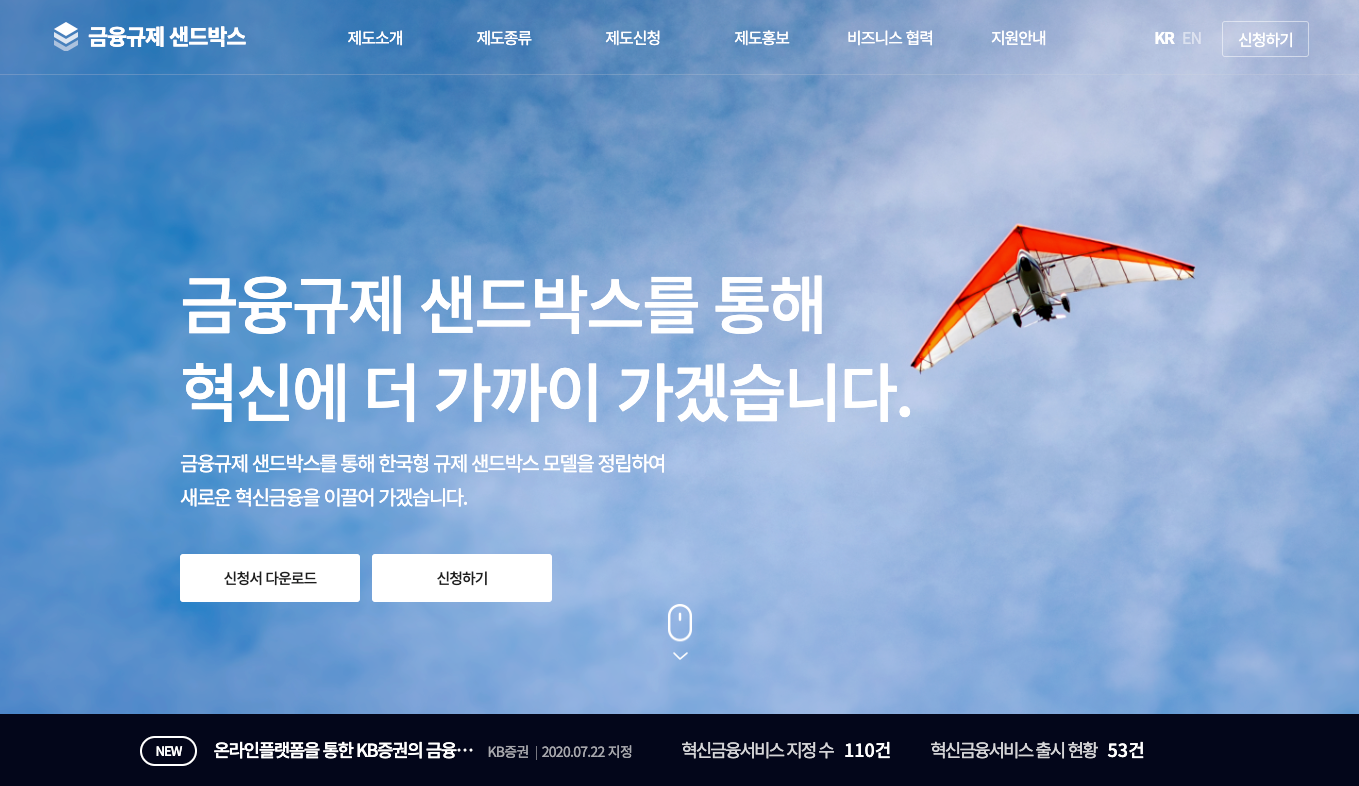 금융규제 샌드박스
제도소개 제도종류 제도신청 제도홍보 비즈니스 협력 지원안내 KR EN 신청하기
금융규제 샌드박스를 통해
혁신에 더 가까이 가겠습니다.
금융규제 샌드박스를 통해 한국형 규제 샌드박스 모델을 정립하여
새로운 혁신금융을 이끌어 가겠습니다.
신청서 다운로드 신청하기
NEW 온라인플랫폼을 통한 KB증권의 금융… KB증권 | 2020.07.22 지정 혁신금융서비스 지정 수 110건 혁신금융서비스 출시 현황 53건